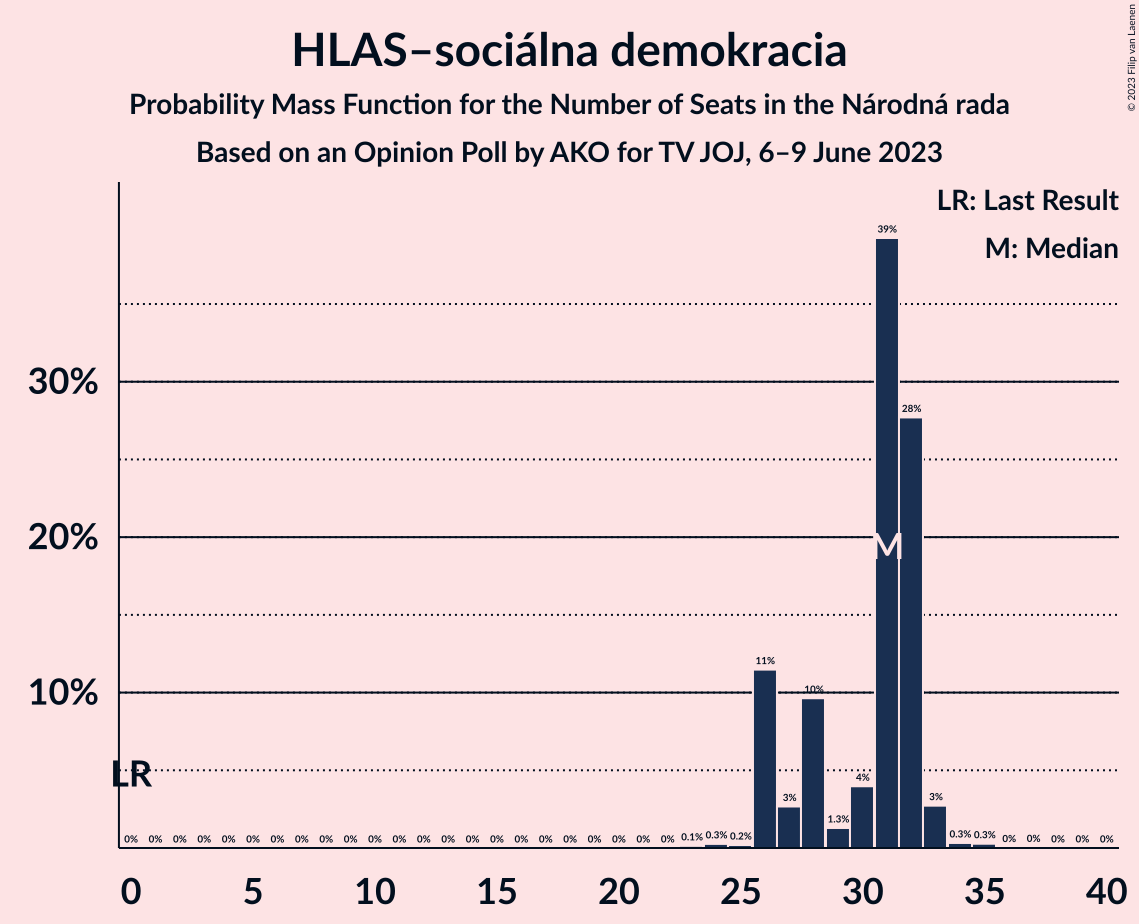 HLAS–sociálna demokracia
Probability Mass Function for the Number of Seats in the Národná rada
Based on an Opinion Poll by AKO for TV JOJ, 6–9 June 2023
© 2023 Filip van Laenen
LR: Last Result
M: Median
39%
30%
28%
20%
M
11%
10%
10%
LR
0% 0% 0% 0% 0% 0% 0% 0% 0% 0% 0% 0% 0% 0% 0% 0% 0% 0% 0% 0% 0% 0% 0% 0.1% 0.3% 0.2% 3% 1.3% 4% 3% 0.3% 0.3% 0% 0% 0% 0% 0%
0 5 10 15 20 25 30 35 40